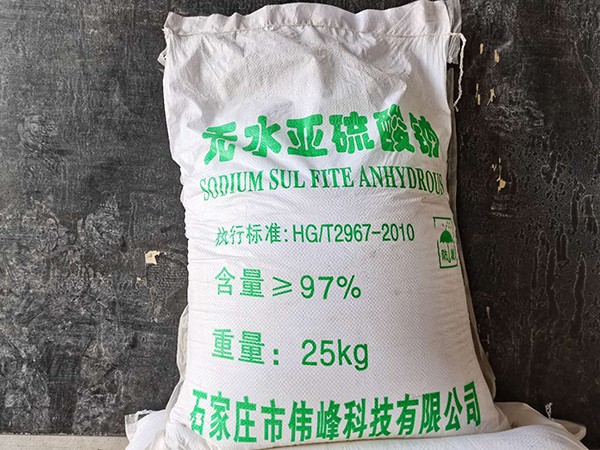 无水亚硫酸钠
SODIUM SUL FITE ANHYDROUS
执行标准:HG/T2967-2010
含量≥97%
重量：25kg
石家庄市伟峰科技有限公司